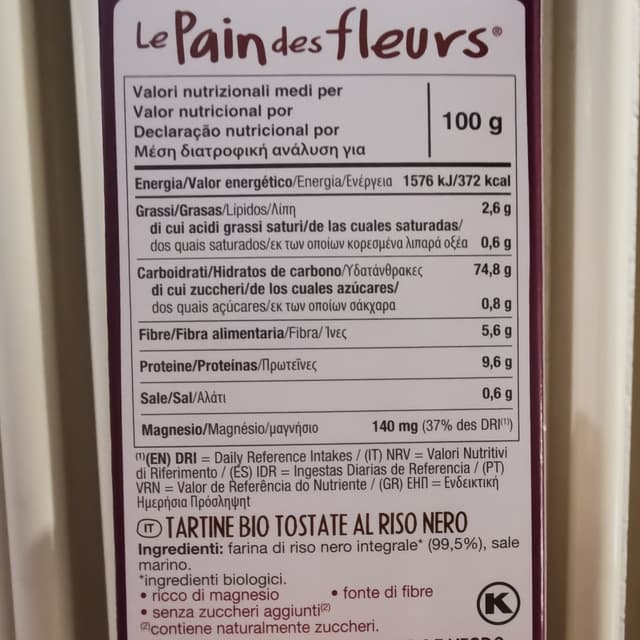 Le Pain des fleurs®
Valori nutrizionali medi per
Valor nutricional por
Declaração nutricional por
Μέση διατροφική ανάλυση για
100 g
Energia/Valor energético/Energia/Ενέργεια 1576 kJ/372 kcal
Grassi/Grasas/Lipidos/Λίπη 2,6 g
di cui acidi grassi saturi/de las cuales saturadas/
dos quais saturados/εκ των οποίων κορεσμένα λιπαρά οξέα 0,6 g
Carboidrati/Hidratos de carbono/Υδατάνθρακες 74,8 g
di cui zuccheri/de los cuales azúcares/
dos quais açúcares/εκ των οποίων σάκχαρα 0,8 g
Fibre/Fibra alimentaria/Fibra/Ίνες 5,6 g
Proteine/Proteínas/Πρωτεΐνες 9,6 g
Sale/Sal/Αλάτι 0,6 g
Magnesio/Magnésio/μαγνήσιο 140 mg (37% des DRI⁽¹⁾)
⁽¹⁾(EN) DRI = Daily Reference Intakes / (IT) NRV = Valori Nutritivi
di Riferimento / (ES) IDR = Ingestas Diarias de Referencia / (PT)
VRN = Valor de Referência do Nutriente / (GR) ΕΗΠ = Ενδεικτική
Ημερήσια Πρόσληψητ
IT TARTINE BIO TOSTATE AL RISO NERO
Ingredienti: farina di riso nero integrale* (99,5%), sale
marino.
*ingredienti biologici.
• ricco di magnesio • fonte di fibre
• senza zuccheri aggiunti⁽²⁾
⁽²⁾contiene naturalmente zuccheri.
K